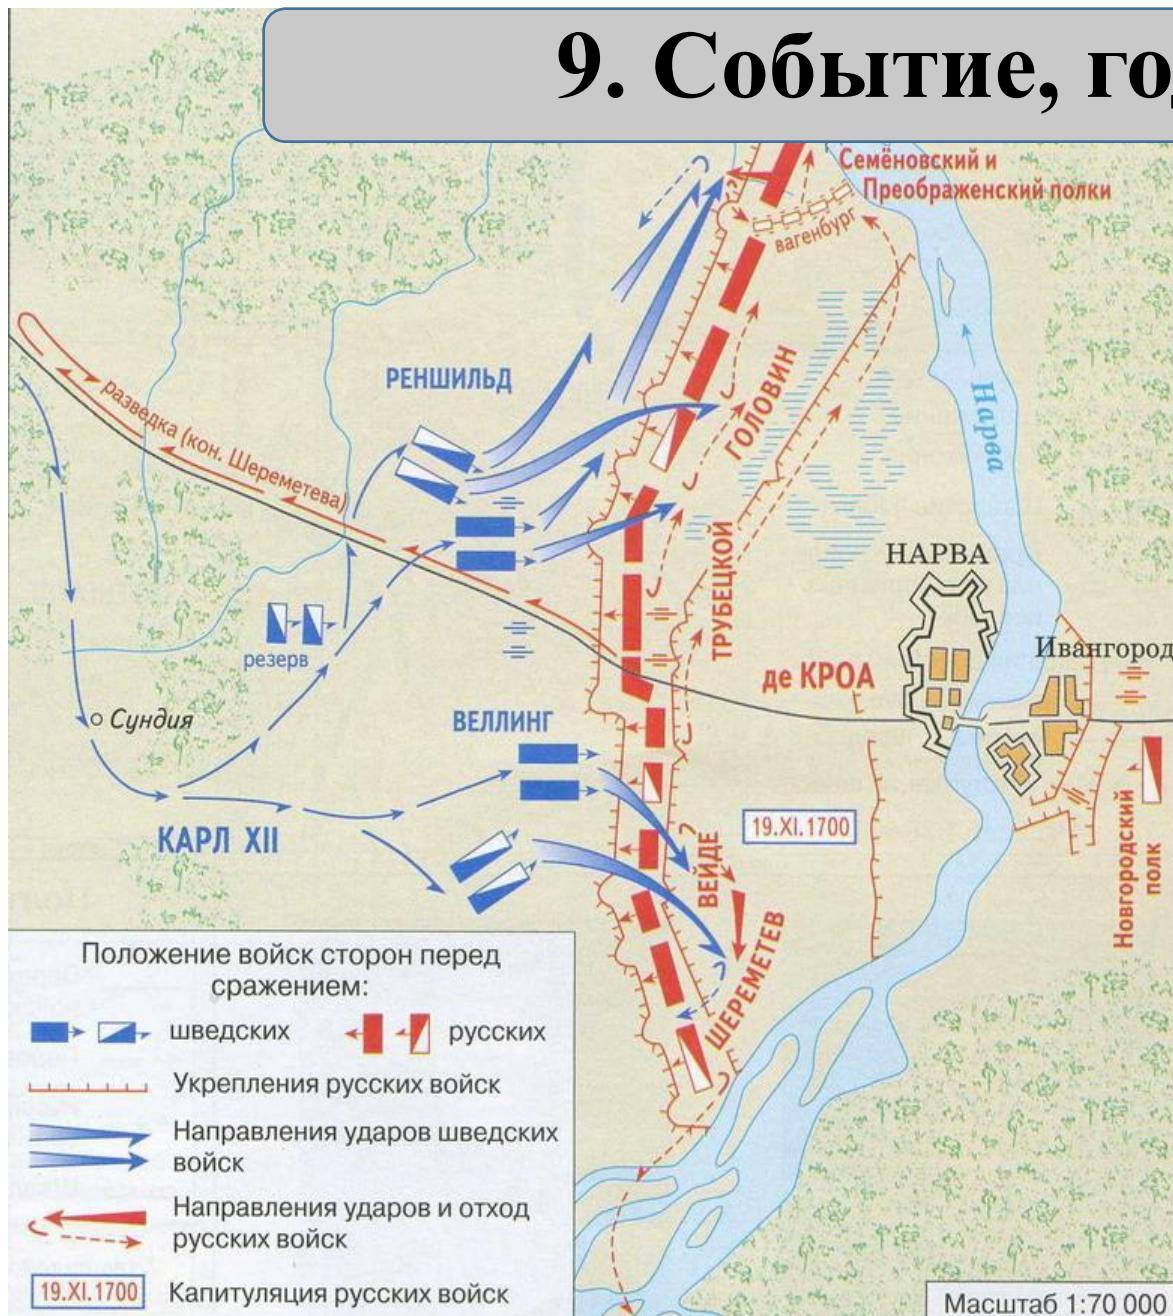 9. Событие, го
Семёновский и
Преображенский полки
вагенбург
РЕНШИЛЬД
ГОЛОВИН
Нарва
разведка (кон. Шереметева)
НАРВА
ТРУБЕЦКОЙ
Ивангород
резерв
де КРОА
Сундия
ВЕЛЛИНГ
КАРЛ XII
19.XI.1700
ВЕЙДЕ
Новгородский
полк
ШЕРЕМЕТЕВ
Положение войск сторон перед
сражением:
шведских
русских
Укрепления русских войск
Направления ударов шведских
войск
Направления ударов и отход
русских войск
19.XI.1700 Капитуляция русских войск
Масштаб 1:70 000